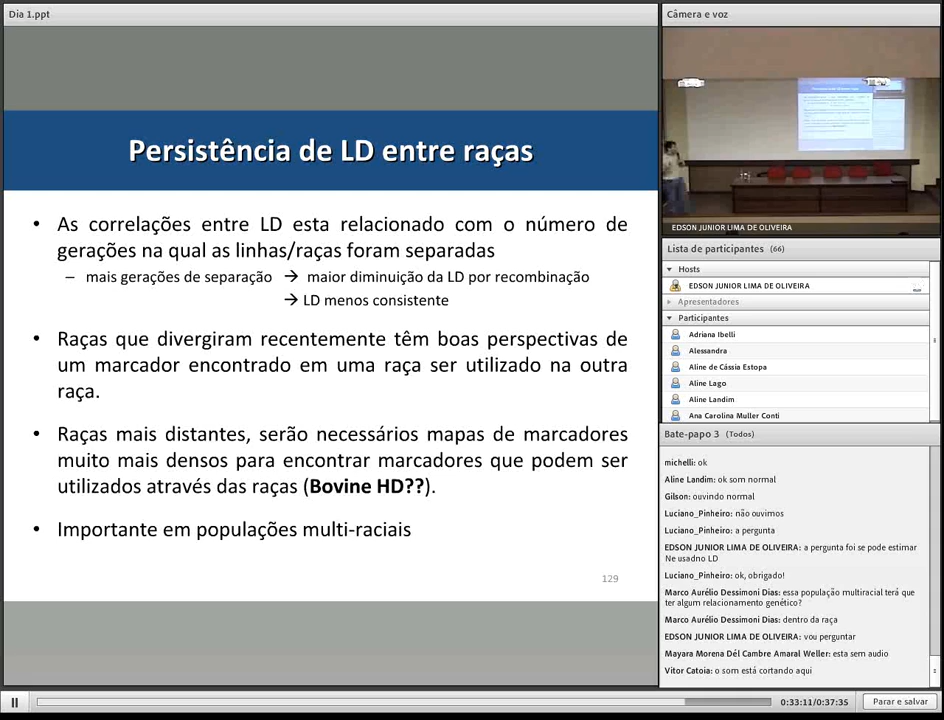 Dia 1.ppt
Persistência de LD entre raças
• As correlações entre LD esta relacionado com o número de
gerações na qual as linhas/raças foram separadas
– mais gerações de separação → maior diminuição da LD por recombinação
→ LD menos consistente
• Raças que divergiram recentemente têm boas perspectivas de
um marcador encontrado em uma raça ser utilizado na outra
raça.
• Raças mais distantes, serão necessários mapas de marcadores
muito mais densos para encontrar marcadores que podem ser
utilizados através das raças (Bovine HD??).
• Importante em populações multi-raciais
129
Câmera e voz
EDSON JUNIOR LIMA DE OLIVEIRA
Lista de participantes (66)
Hosts
EDSON JUNIOR LIMA DE OLIVEIRA
Apresentadores
Participantes
Adriana Ibelli
Alessandra
Aline de Cássia Estopa
Aline Lago
Aline Landim
Ana Carolina Muller Conti
Bate-papo 3 (Todos)
michelli: ok
Aline Landim: ok som normal
Gilson: ouvindo normal
Luciano_Pinheiro: não ouvimos
Luciano_Pinheiro: a pergunta
EDSON JUNIOR LIMA DE OLIVEIRA: a pergunta foi se pode estimar
Ne usadno LD
Luciano_Pinheiro: ok, obrigado!
Marco Aurélio Dessimoni Dias: essa população multiracial terá que
ter algum relacionamento genético?
Marco Aurélio Dessimoni Dias: dentro da raça
EDSON JUNIOR LIMA DE OLIVEIRA: vou perguntar
Mayara Morena Dél Cambre Amaral Weller: esta sem audio
Vitor Catoia: o som está cortando aqui
0:33:11/0:37:35
Parar e salvar